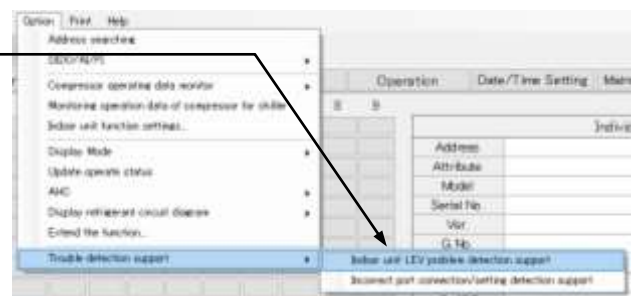 Option Print Help
Address searching
Compressor operating data monitor
Monitoring operation data of compressor for chiller
Indoor unit function settings...
Display Mode
Update operate status
AHC
Display refrigerant circuit diagram
Extend the function...
Trouble detection support
Indoor unit LEV problem detection support
Incorrect port connection/setting detection support
Operation Date/Time Setting
8 9
Address
Attribute
Model
Serial No
Ver
G.No